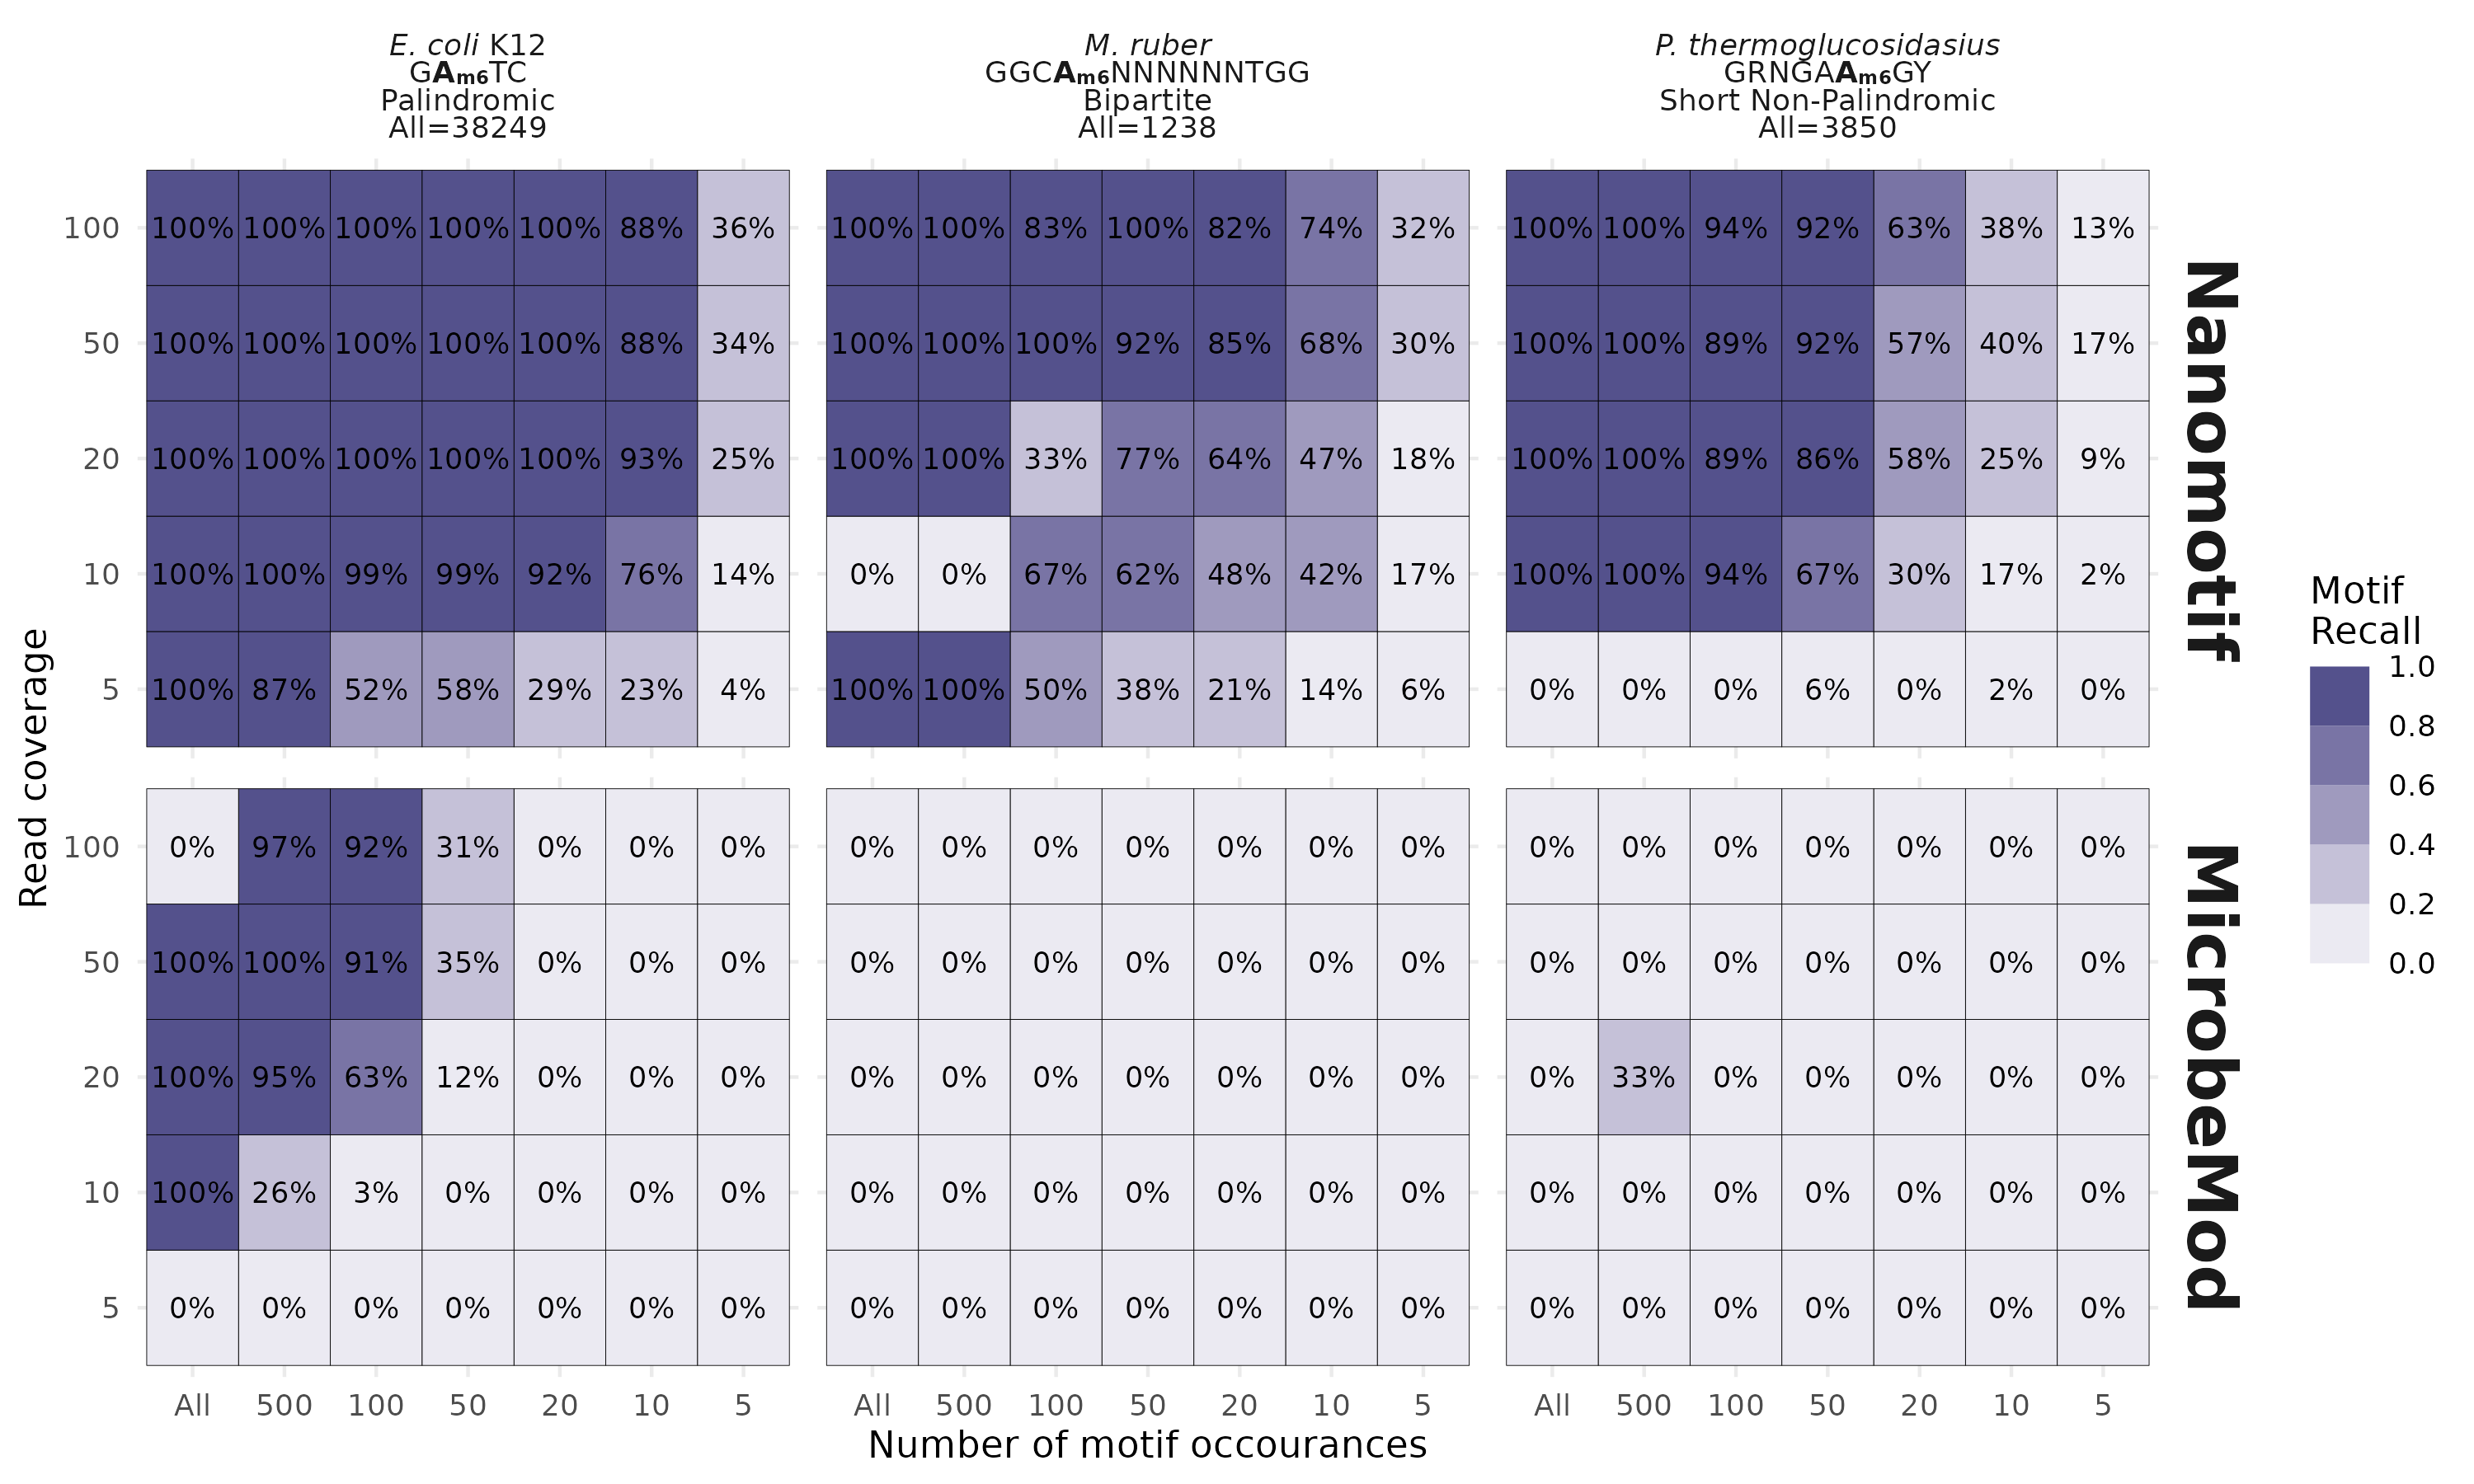 E. coli K12
GAm6TC
Palindromic
All=38249
M. ruber
GGCAm6NNNNNNTGG
Bipartite
All=1238
P. thermoglucosidasius
GRNGAAm6GY
Short Non-Palindromic
All=3850
100 100% 100% 100% 100% 100% 88% 36% 100% 100% 83% 100% 82% 74% 32% 100% 100% 94% 92% 63% 38% 13%
50 100% 100% 100% 100% 100% 88% 34% 100% 100% 100% 92% 85% 68% 30% 100% 100% 89% 92% 57% 40% 17%
20 100% 100% 100% 100% 100% 93% 25% 100% 100% 33% 77% 64% 47% 18% 100% 100% 89% 86% 58% 25% 9%
10 100% 100% 99% 99% 92% 76% 14% 0% 0% 67% 62% 48% 42% 17% 100% 100% 94% 67% 30% 17% 2%
5 100% 87% 52% 58% 29% 23% 4% 100% 100% 50% 38% 21% 14% 6% 0% 0% 0% 6% 0% 2% 0%
Nanomotif
100 0% 97% 92% 31% 0% 0% 0% 0% 0% 0% 0% 0% 0% 0% 0% 0% 0% 0% 0% 0% 0%
50 100% 100% 91% 35% 0% 0% 0% 0% 0% 0% 0% 0% 0% 0% 0% 0% 0% 0% 0% 0% 0%
20 100% 95% 63% 12% 0% 0% 0% 0% 0% 0% 0% 0% 0% 0% 0% 33% 0% 0% 0% 0% 0%
10 100% 26% 3% 0% 0% 0% 0% 0% 0% 0% 0% 0% 0% 0% 0% 0% 0% 0% 0% 0% 0%
5 0% 0% 0% 0% 0% 0% 0% 0% 0% 0% 0% 0% 0% 0% 0% 0% 0% 0% 0% 0% 0%
MicrobeMod
All 500 100 50 20 10 5 All 500 100 50 20 10 5 All 500 100 50 20 10 5
Number of motif occourances
Read coverage
Motif
Recall
1.0
0.8
0.6
0.4
0.2
0.0